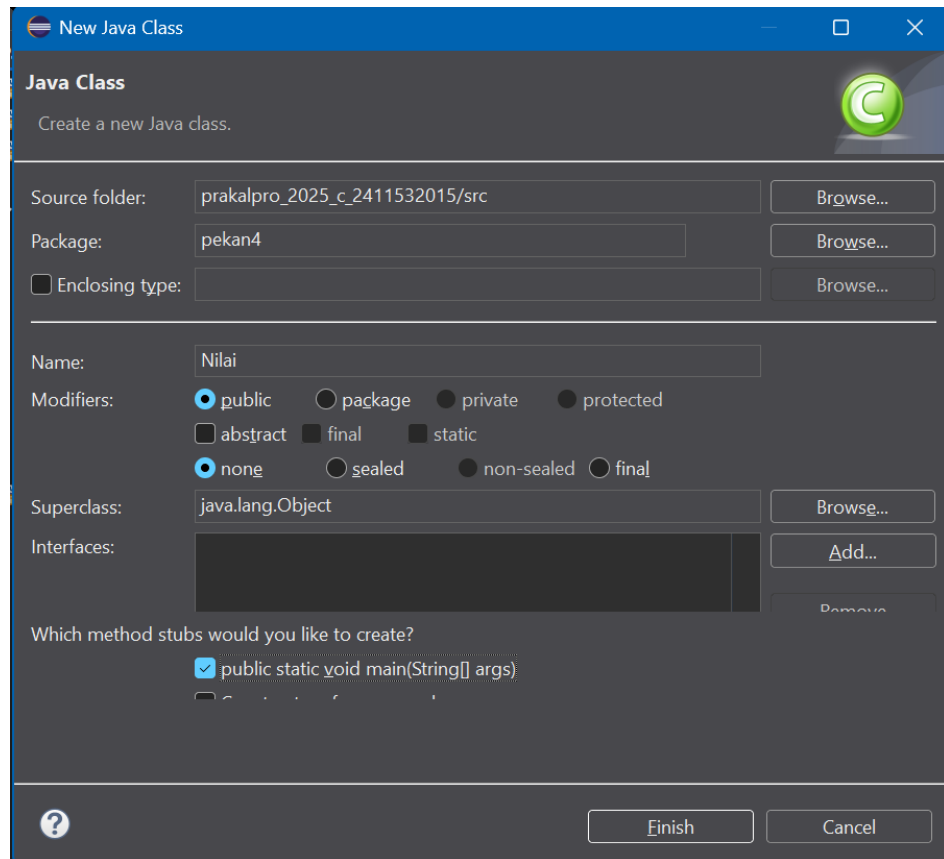 New Java Class
Java Class
Create a new Java class.
Source folder: prakalpro_2025_c_2411532015/src Browse...
Package: pekan4 Browse...
Enclosing type: Browse...
Name: Nilai
Modifiers: public package private protected
abstract final static
none sealed non-sealed final
Superclass: java.lang.Object Browse...
Interfaces: Add...
Remove
Which method stubs would you like to create?
public static void main(String[] args)
Finish Cancel